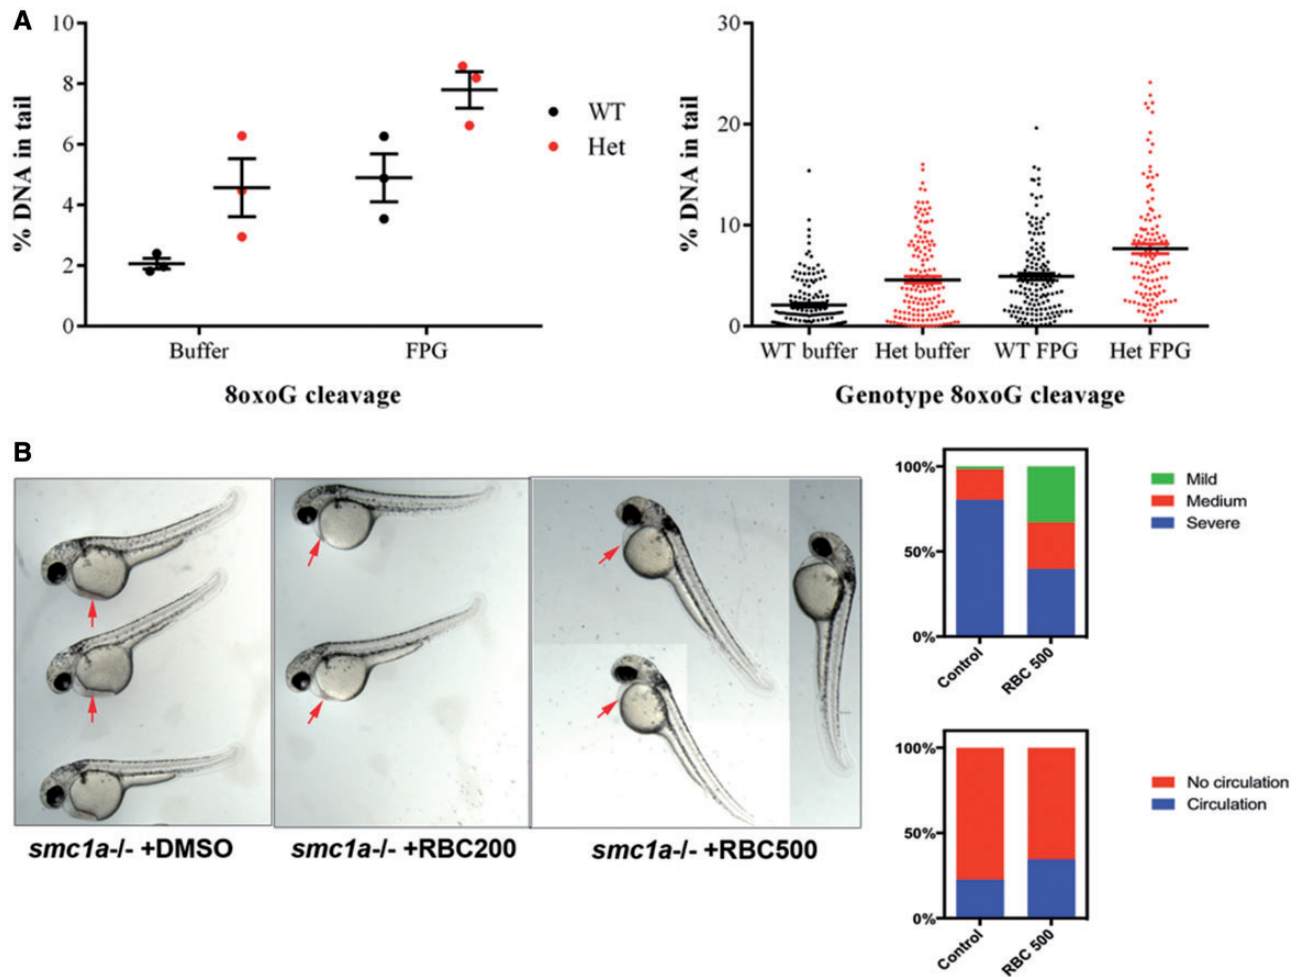 A
10
8
6
4
2
0
% DNA in tail
Buffer
FPG
8oxoG cleavage
WT
Het
30
20
10
0
% DNA in tail
WT buffer
Het buffer
WT FPG
Het FPG
Genotype 8oxoG cleavage
B
smc1a-/- +DMSO
smc1a-/- +RBC200
smc1a-/- +RBC500
100%
50%
0%
Control
RBC 500
Mild
Medium
Severe
100%
50%
0%
Control
RBC 500
No circulation
Circulation